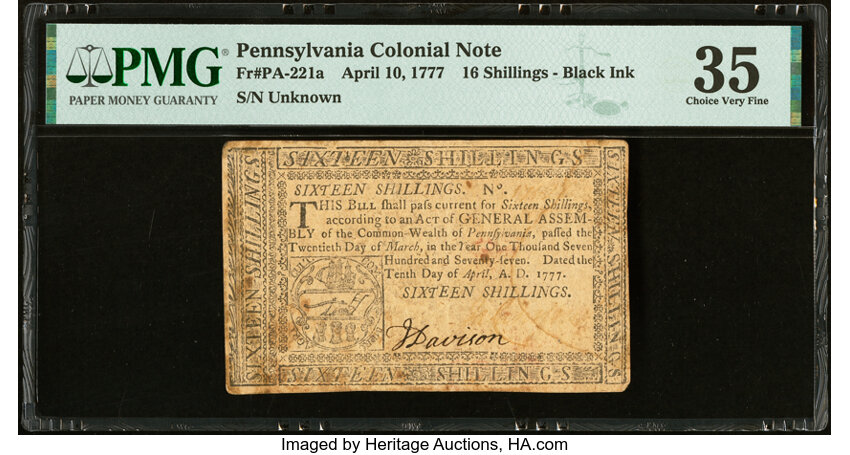 PMG®
PAPER MONEY GUARANTY
Pennsylvania Colonial Note
Fr#PA-221a April 10, 1777 16 Shillings - Black Ink
S/N Unknown
35
Choice Very Fine
SIXTEEN SHILLINGS
SIXTEEN SHILLINGS
SIXTEEN SHILLINGS
SIXTEEN SHILLINGS. No.
THIS BILL ſhall paſs current for Sixteen Shillings,
according to an Act of GENERAL ASSEM-
BLY of the Common-Wealth of Pennſylvania, paſſed the
Twentieth Day of March, in the Year One Thouſand Seven
Hundred and Seventy-ſeven. Dated the
Tenth Day of April, A. D. 1777.
SIXTEEN SHILLINGS.
J Davison
SIXTEEN SHILLINGS
Imaged by Heritage Auctions, HA.com